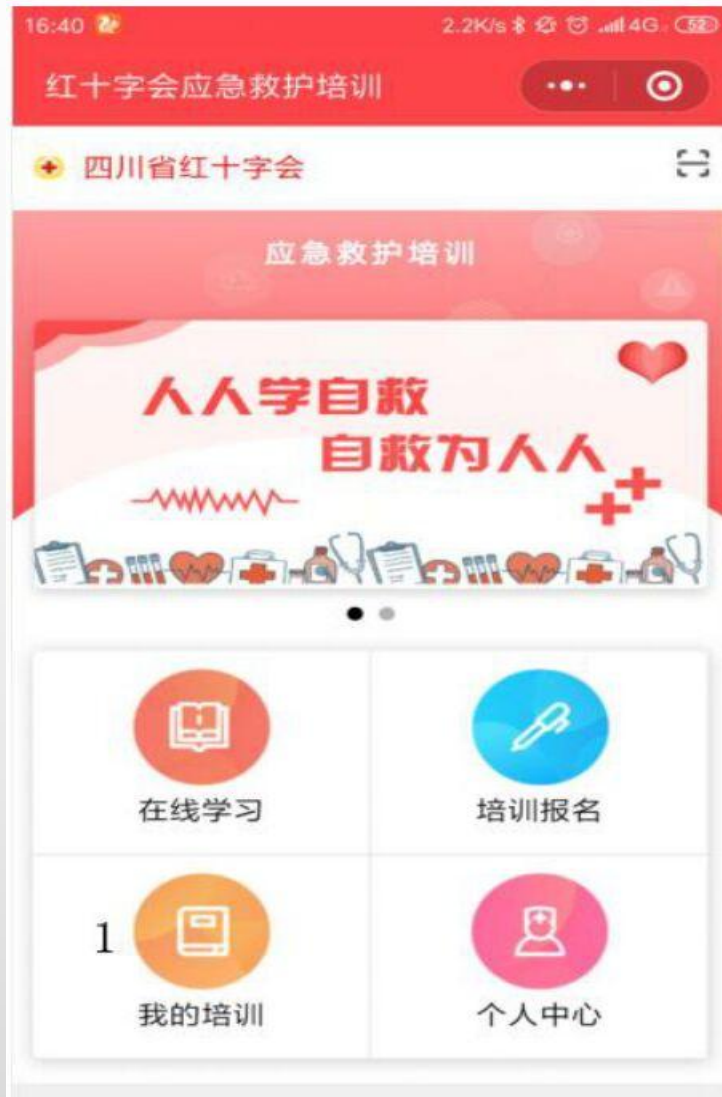 16:40
2.2K/s 4G 52
红十字会应急救护培训
四川省红十字会
应急救护培训
人人学自救
自救为人人
在线学习
培训报名
1
我的培训
个人中心